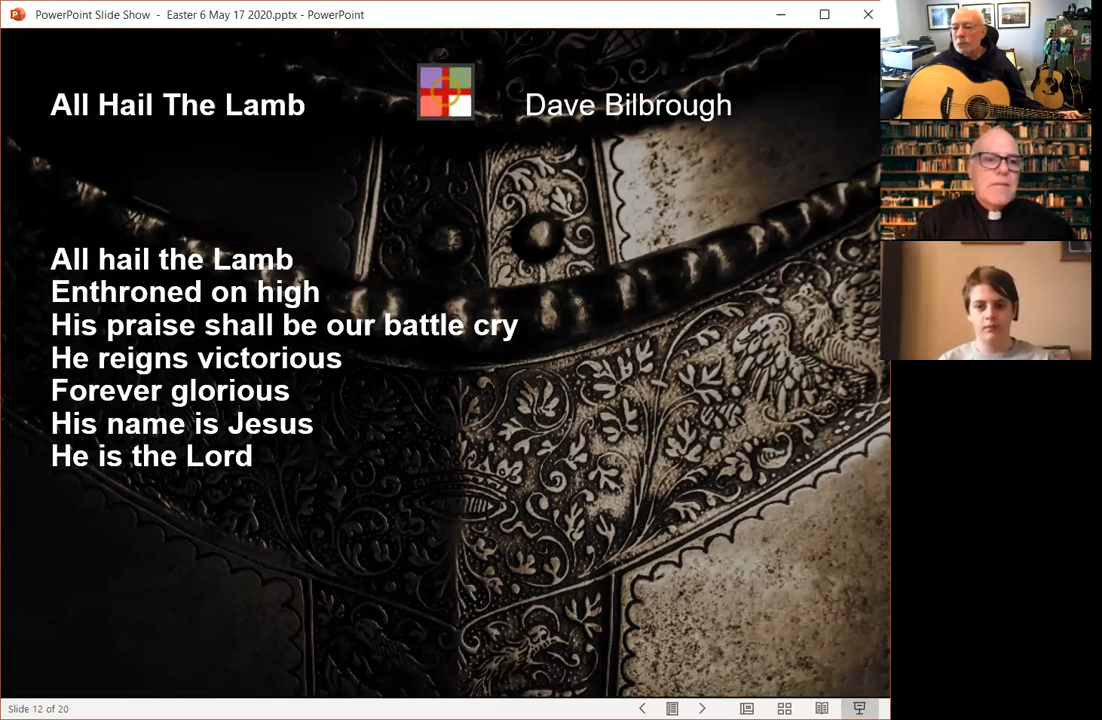 PowerPoint Slide Show - Easter 6 May 17 2020.pptx - PowerPoint
All Hail The Lamb
Dave Bilbrough
All hail the Lamb
Enthroned on high
His praise shall be our battle cry
He reigns victorious
Forever glorious
His name is Jesus
He is the Lord
Slide 12 of 20